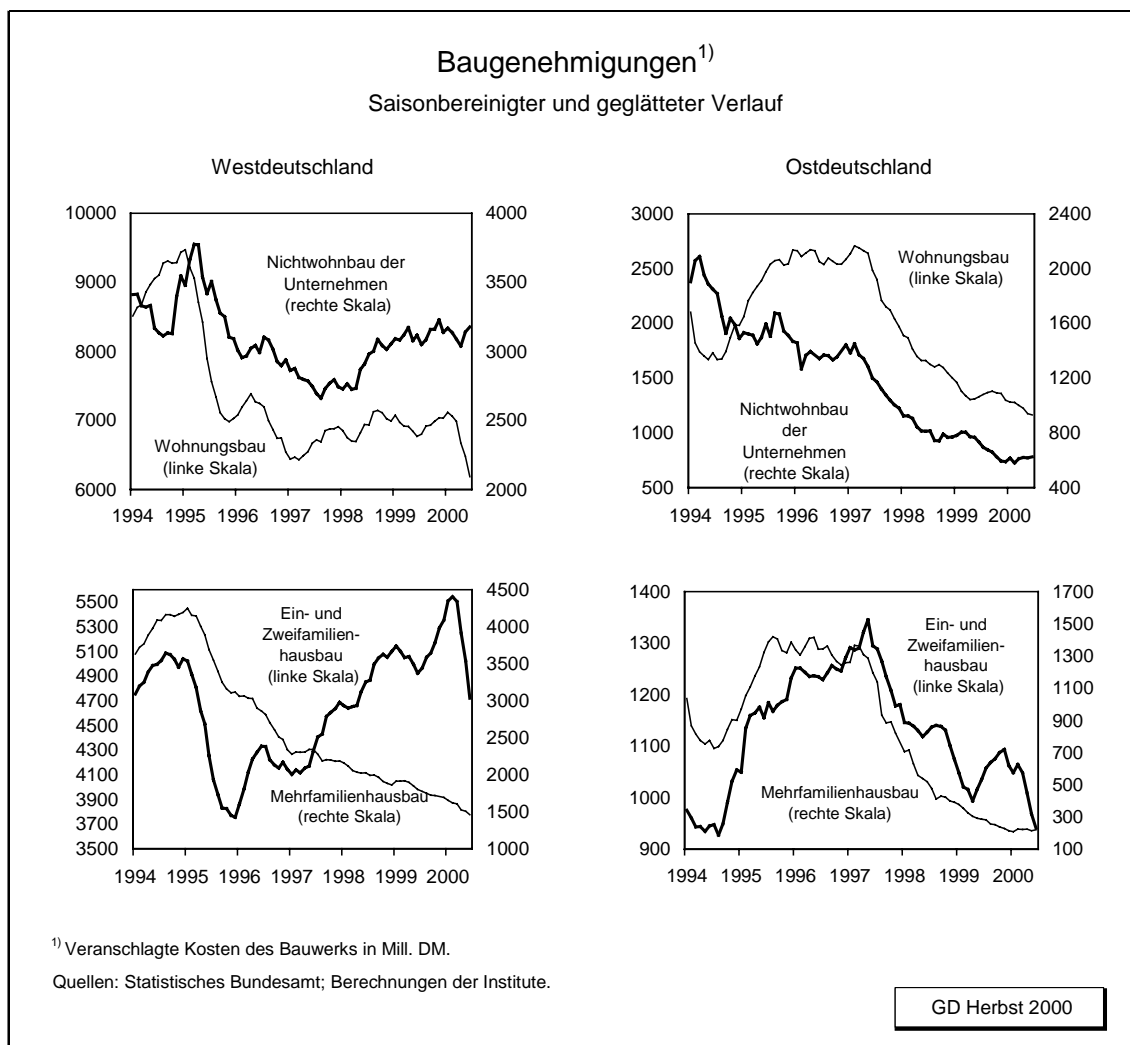 Baugenehmigungen1)
Saisonbereinigter und geglätteter Verlauf
Westdeutschland
10000
9000
8000
7000
6000
4000
3500
3000
2500
2000
Nichtwohnbau der
Unternehmen
(rechte Skala)
Wohnungsbau
(linke Skala)
1994 1995 1996 1997 1998 1999 2000
Ostdeutschland
3000
2500
2000
1500
1000
500
2400
2000
1600
1200
800
400
Wohnungsbau
(linke Skala)
Nichtwohnbau
der
Unternehmen
(rechte Skala)
1994 1995 1996 1997 1998 1999 2000
5500
5300
5100
4900
4700
4500
4300
4100
3900
3700
3500
4500
4000
3500
3000
2500
2000
1500
1000
Ein- und
Zweifamilien-
hausbau
(linke Skala)
Mehrfamilienhausbau
(rechte Skala)
1994 1995 1996 1997 1998 1999 2000
1400
1300
1200
1100
1000
900
1700
1500
1300
1100
900
700
500
300
100
Ein- und
Zweifamilien-
hausbau
(linke Skala)
Mehrfamilienhausbau
(rechte Skala)
1994 1995 1996 1997 1998 1999 2000
1) Veranschlagte Kosten des Bauwerks in Mill. DM.
Quellen: Statistisches Bundesamt; Berechnungen der Institute.
GD Herbst 2000